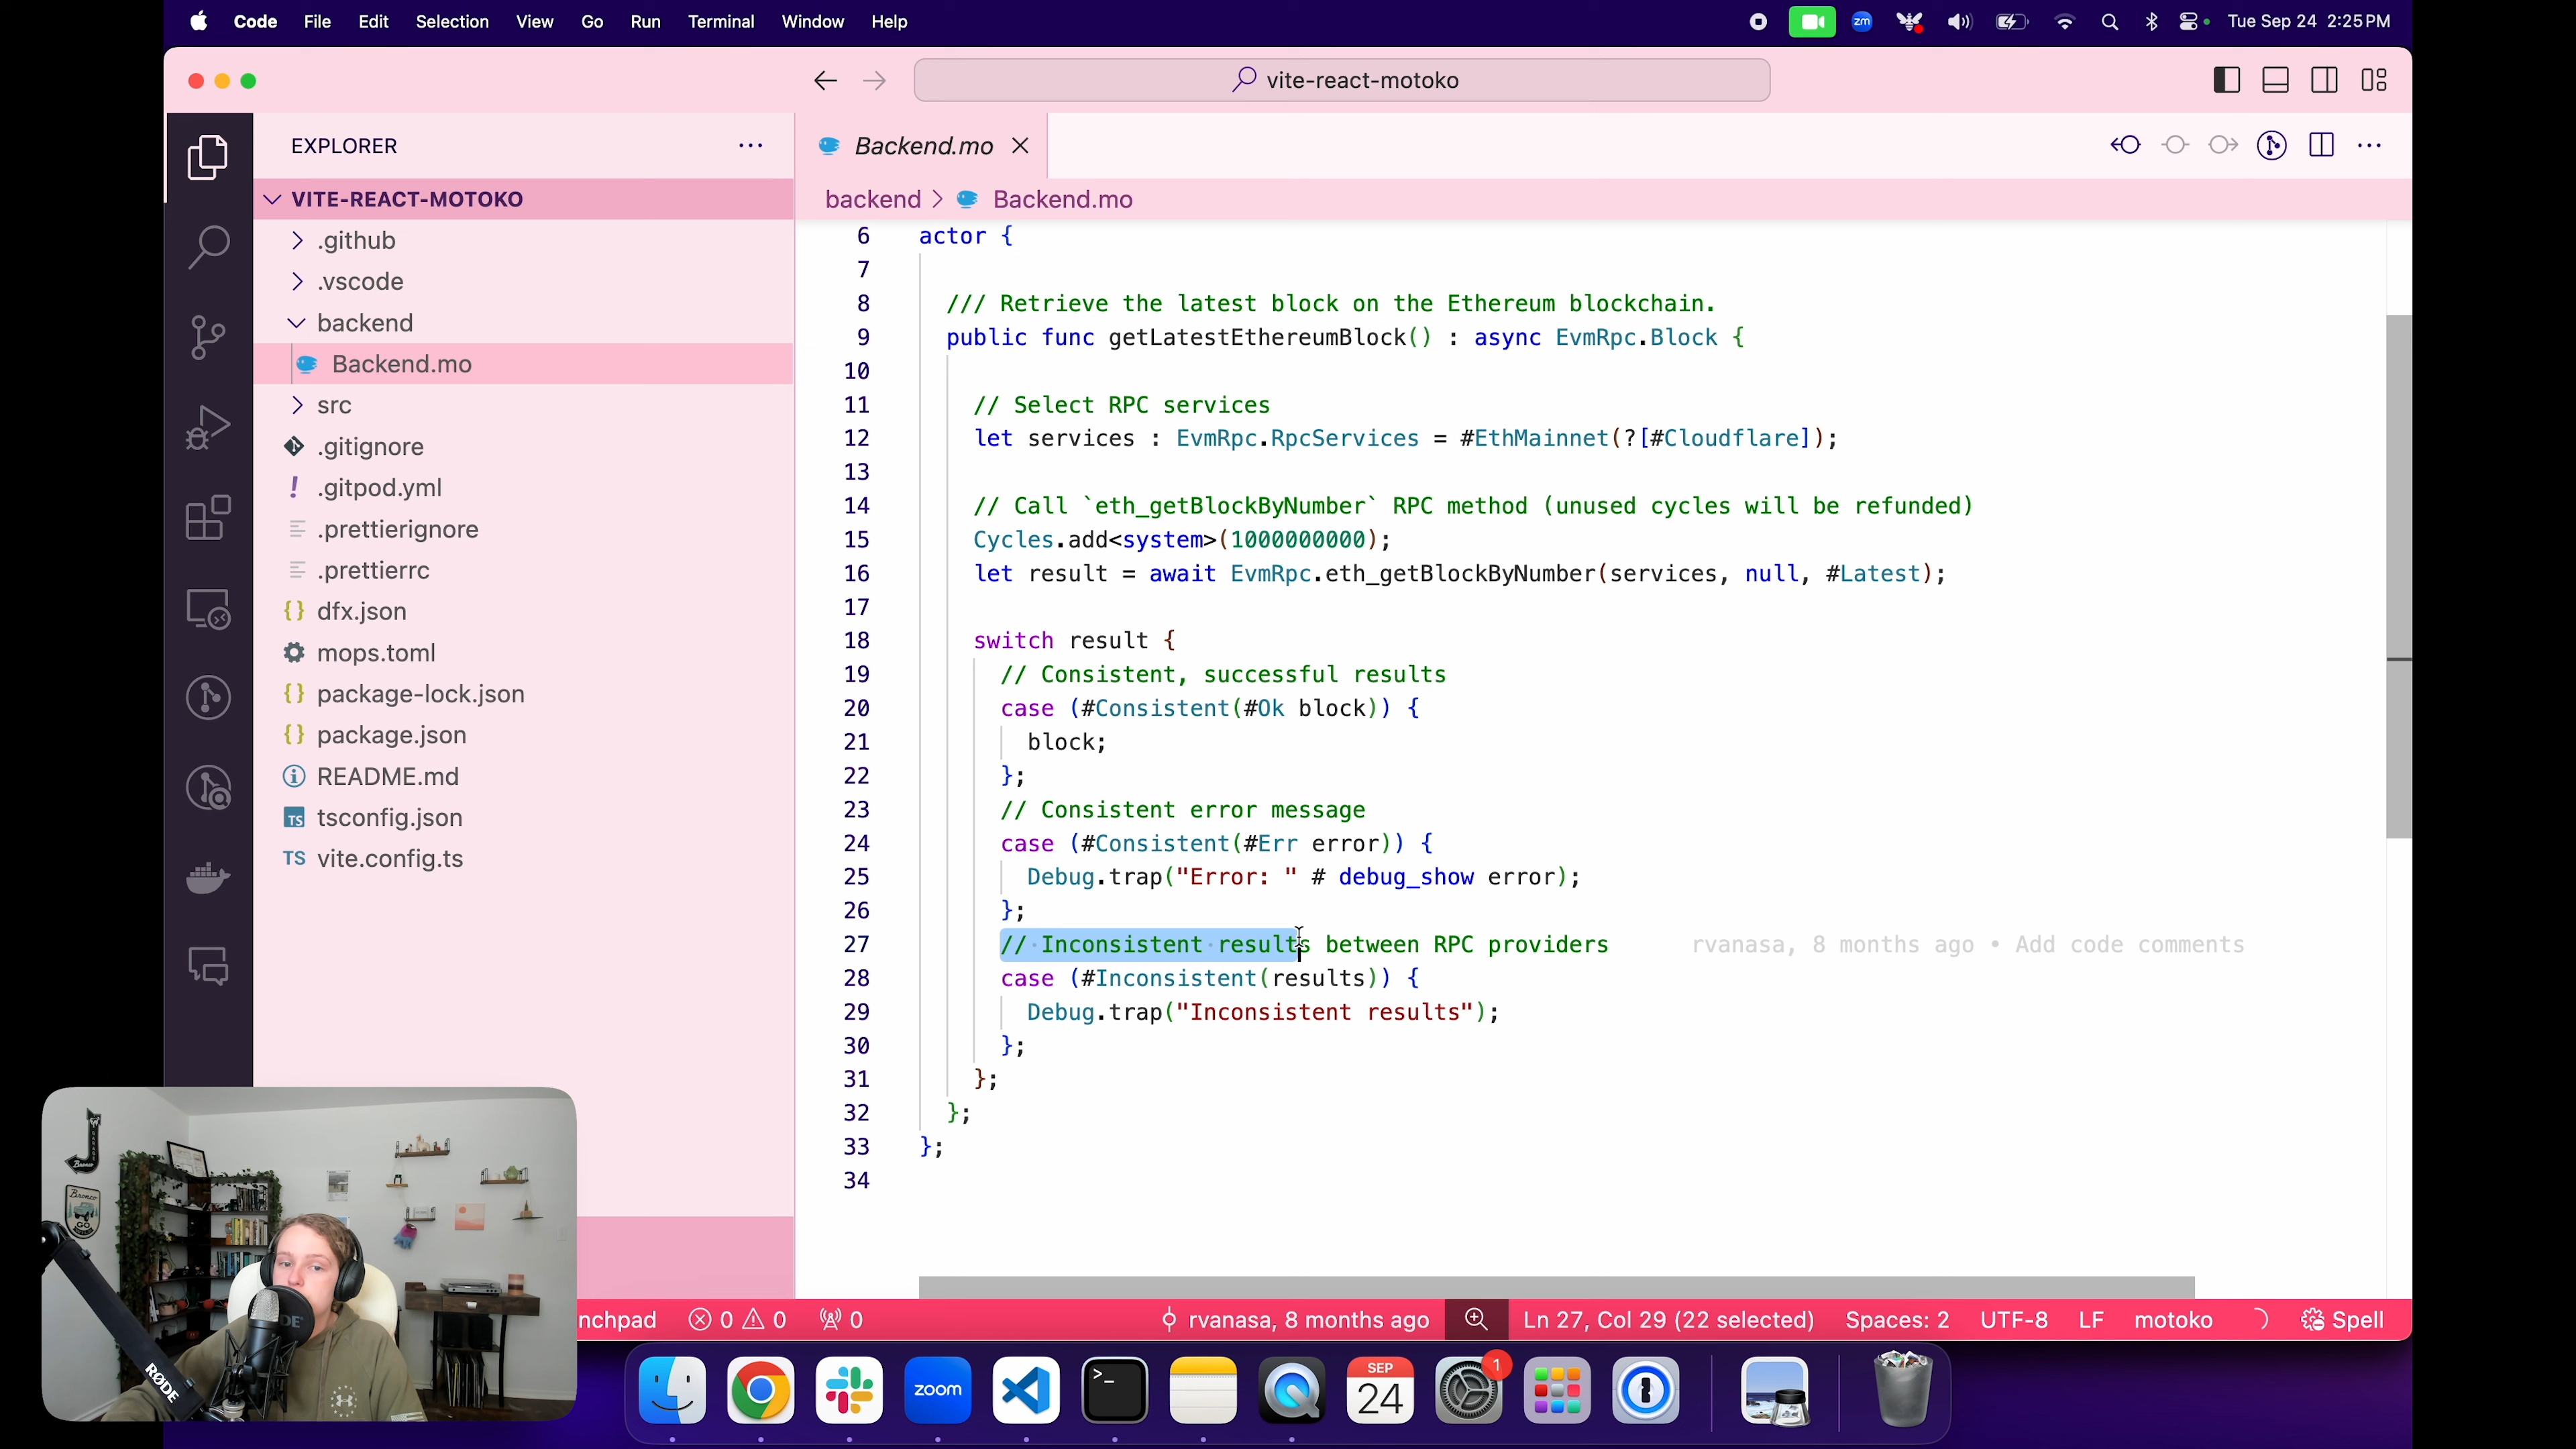 Code File Edit Selection View Go Run Terminal Window Help
zm
Tue Sep 24 2:25 PM
vite-react-motoko
EXPLORER
Backend.mo
VITE-REACT-MOTOKO
backend > Backend.mo
.github
.vscode
backend
Backend.mo
src
.gitignore
.gitpod.yml
.prettierignore
.prettierrc
dfx.json
mops.toml
package-lock.json
package.json
README.md
TS tsconfig.json
TS vite.config.ts
6 actor {
7
8 /// Retrieve the latest block on the Ethereum blockchain.
9 public func getLatestEthereumBlock() : async EvmRpc.Block {
10
11 // Select RPC services
12 let services : EvmRpc.RpcServices = #EthMainnet(?[#Cloudflare]);
13
14 // Call `eth_getBlockByNumber` RPC method (unused cycles will be refunded)
15 Cycles.add<system>(1000000000);
16 let result = await EvmRpc.eth_getBlockByNumber(services, null, #Latest);
17
18 switch result {
19 // Consistent, successful results
20 case (#Consistent(#Ok block)) {
21 block;
22 };
23 // Consistent error message
24 case (#Consistent(#Err error)) {
25 Debug.trap("Error: " # debug_show error);
26 };
27 // Inconsistent results between RPC providers rvanasa, 8 months ago • Add code comments
28 case (#Inconsistent(results)) {
29 Debug.trap("Inconsistent results");
30 };
31 };
32 };
33 };
34
nchpad 0 0 0 rvanasa, 8 months ago Ln 27, Col 29 (22 selected) Spaces: 2 UTF-8 LF motoko Spell
Bronco
GO
RØDE
zoom
SEP
24
1